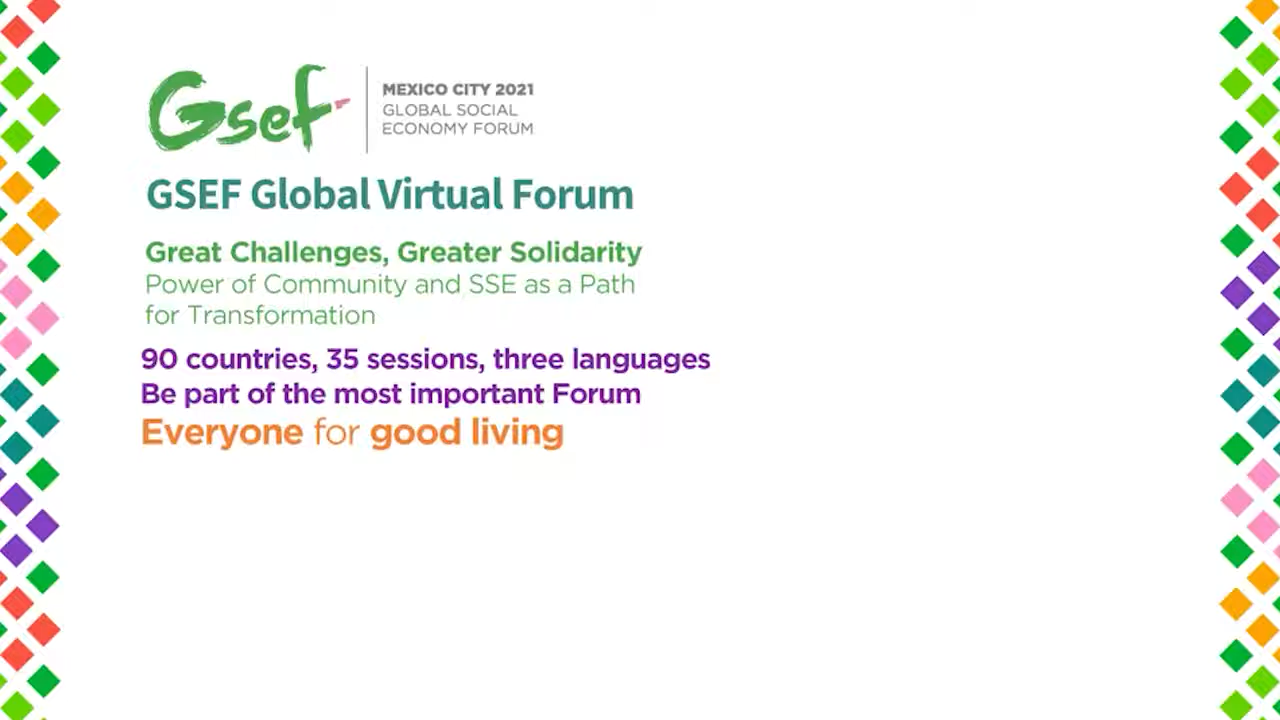 Gsef
MEXICO CITY 2021
GLOBAL SOCIAL
ECONOMY FORUM
GSEF Global Virtual Forum
Great Challenges, Greater Solidarity
Power of Community and SSE as a Path
for Transformation
90 countries, 35 sessions, three languages
Be part of the most important Forum
Everyone for good living